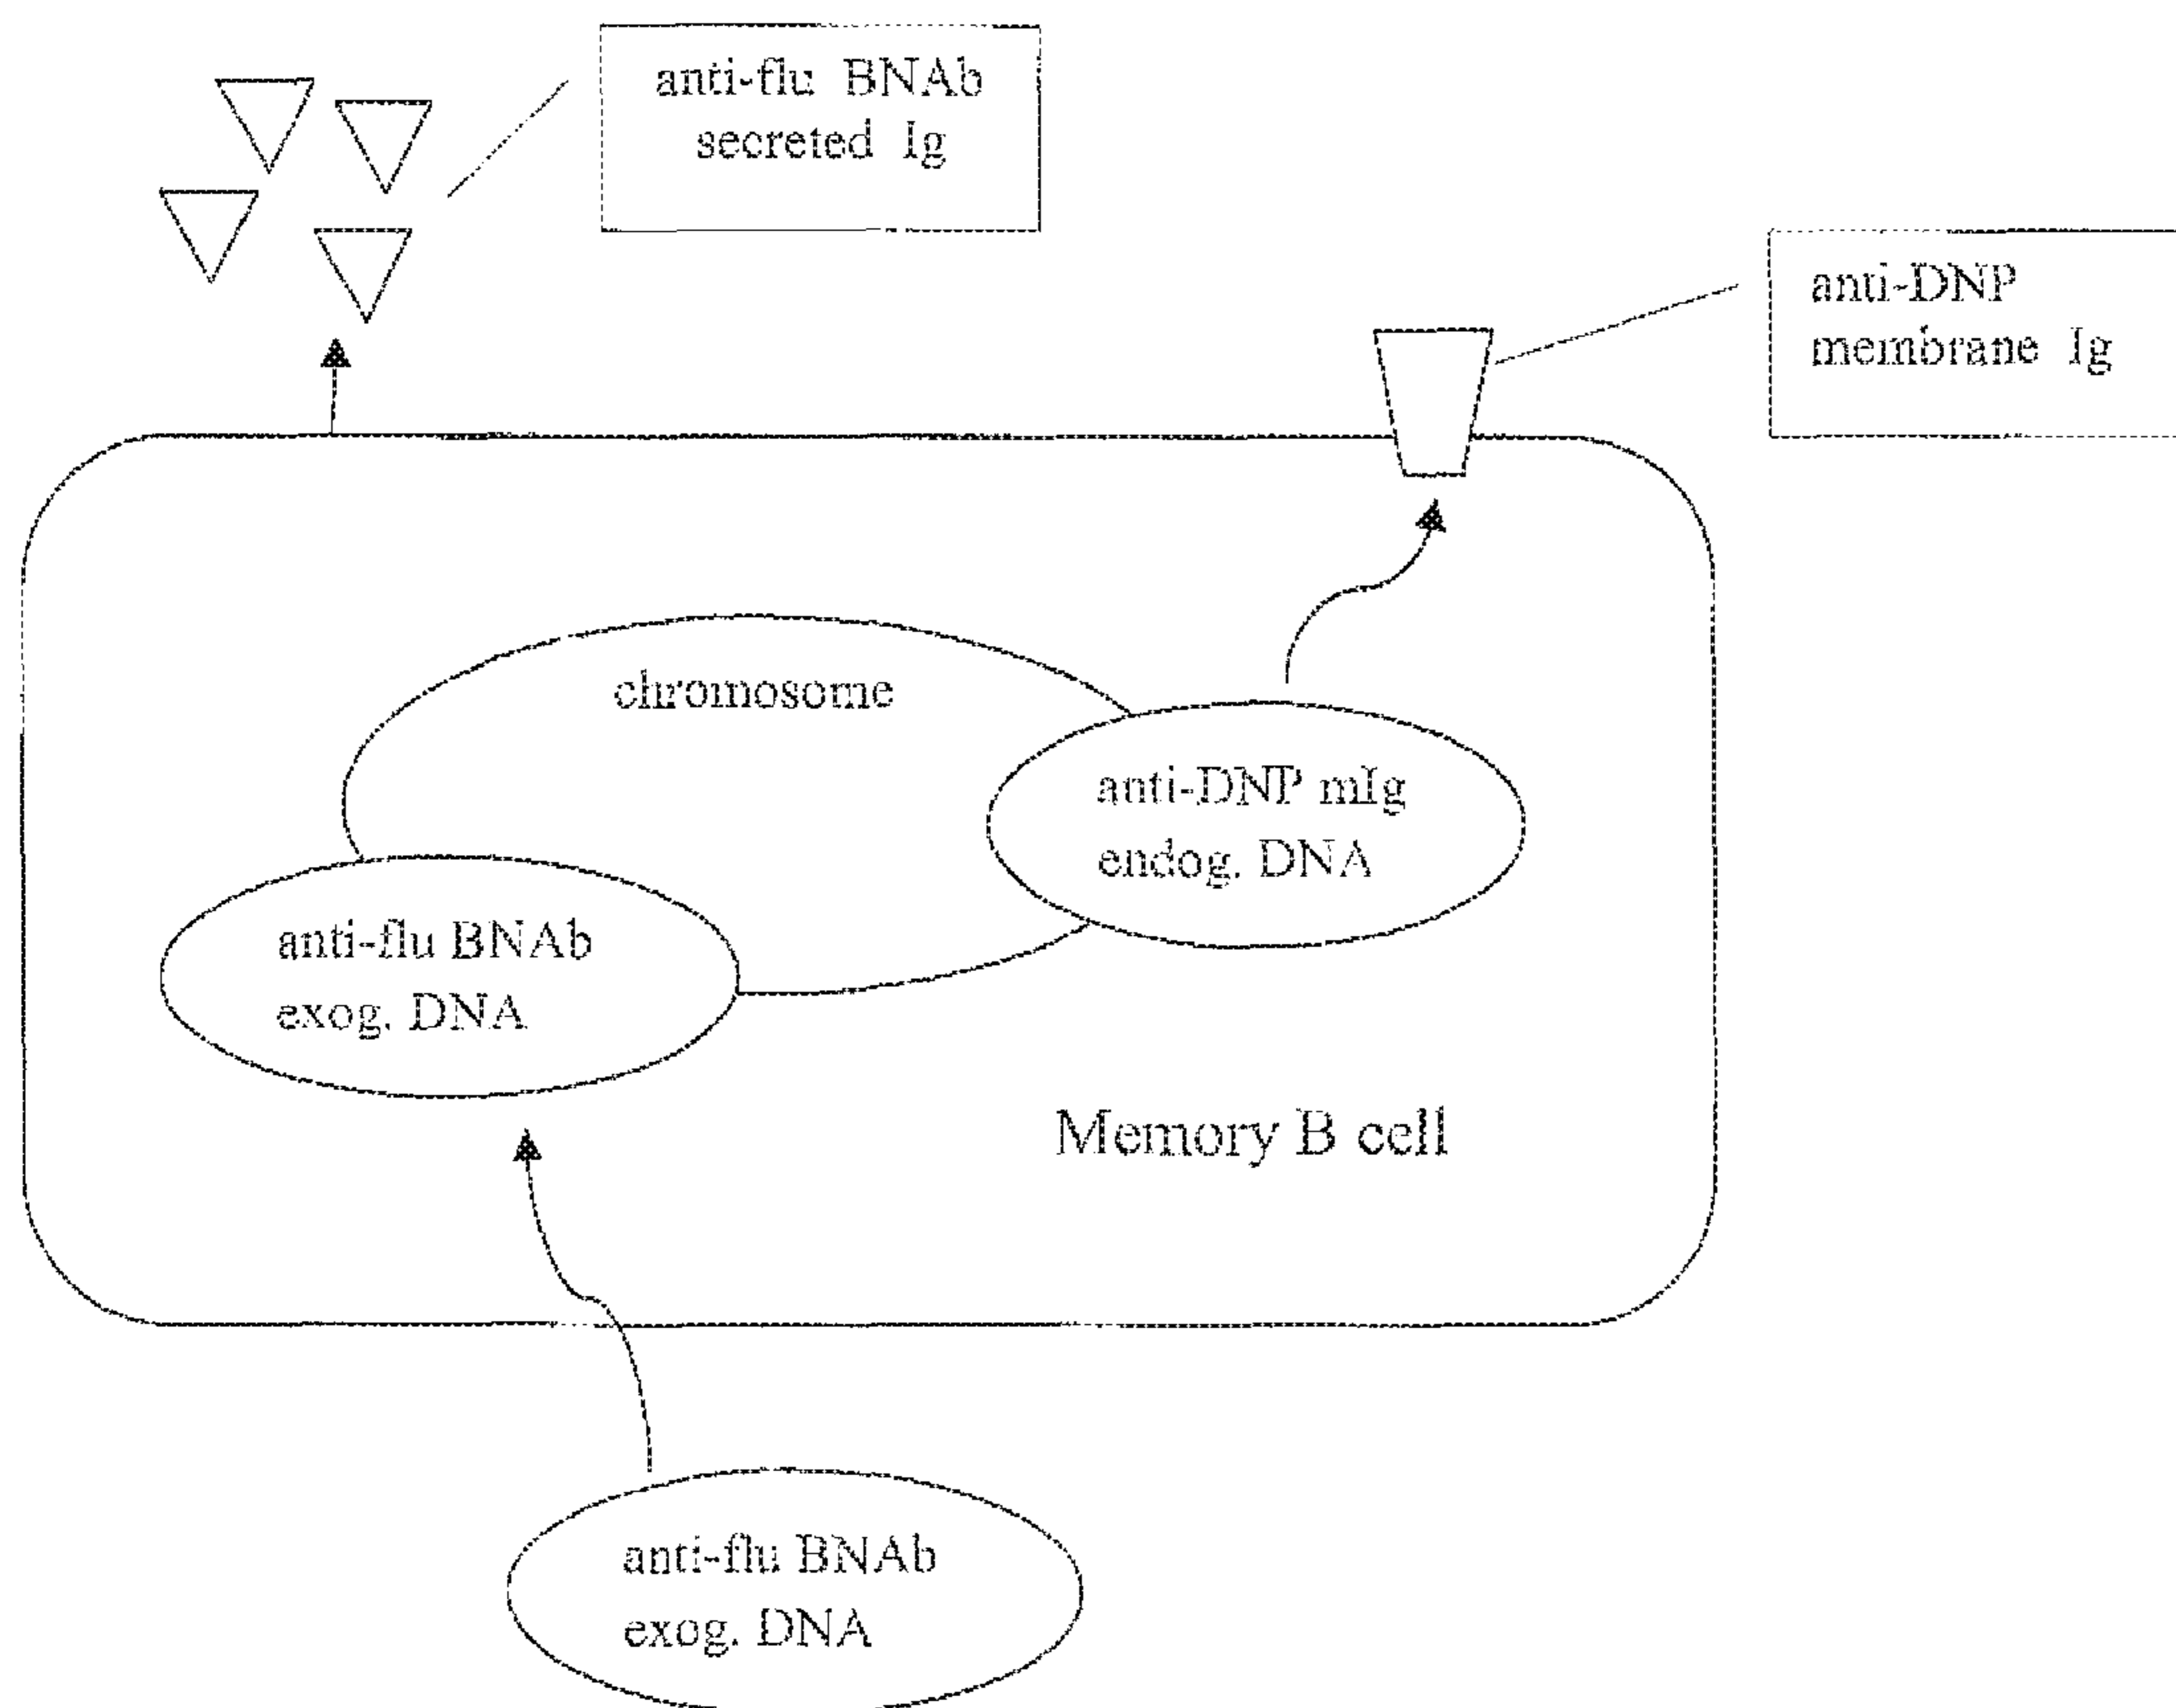 anti-flu BNAb
secreted Ig
anti-DNP
membrane Ig
chromosome
anti-DNP mIg
endog. DNA
anti-flu BNAb
exog. DNA
Memory B cell
anti-flu BNAb
exog. DNA